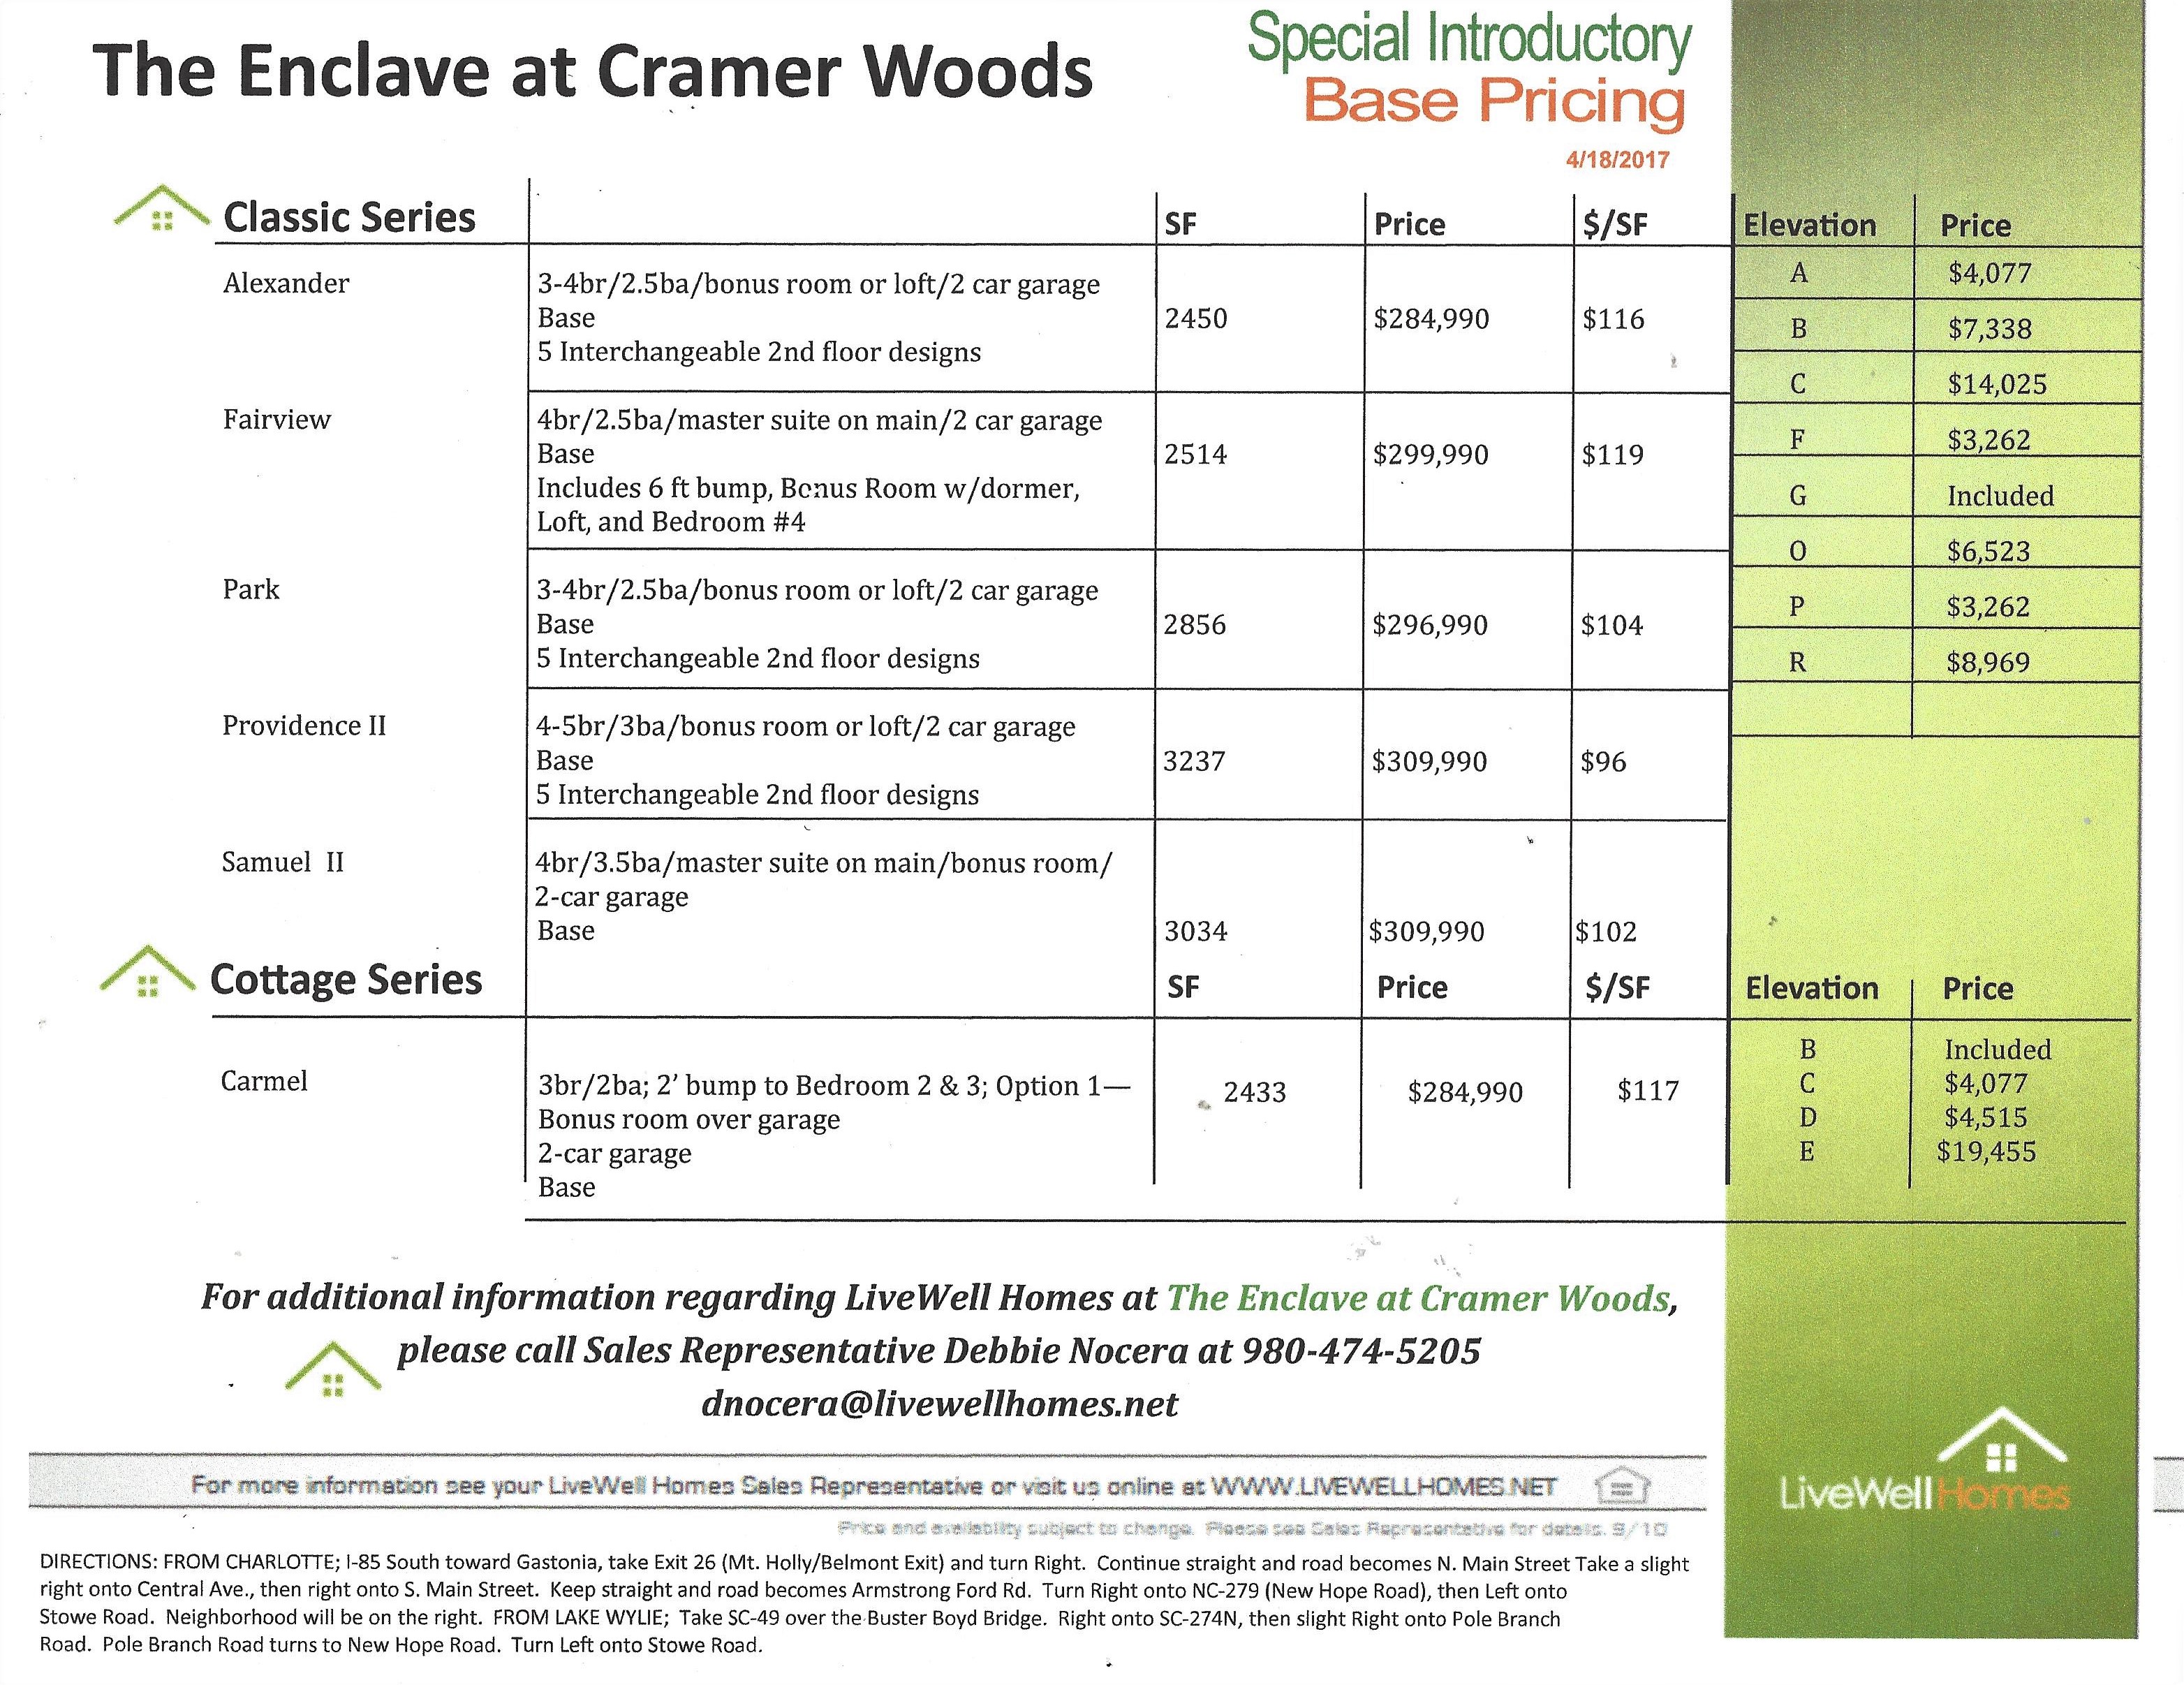 The Enclave at Cramer Woods
Special Introductory
Base Pricing
4/18/2017
Classic Series SF Price $/SF Elevation Price
Alexander
3-4br/2.5ba/bonus room or loft/2 car garage
Base 2450 $284,990 $116
5 Interchangeable 2nd floor designs
Fairview
4br/2.5ba/master suite on main/2 car garage
Base 2514 $299,990 $119
Includes 6 ft bump, Bonus Room w/dormer,
Loft, and Bedroom #4
Park
3-4br/2.5ba/bonus room or loft/2 car garage
Base 2856 $296,990 $104
5 Interchangeable 2nd floor designs
Providence II
4-5br/3ba/bonus room or loft/2 car garage
Base 3237 $309,990 $96
5 Interchangeable 2nd floor designs
Samuel II
4br/3.5ba/master suite on main/bonus room/
2-car garage
Base 3034 $309,990 $102
A $4,077
B $7,338
C $14,025
F $3,262
G Included
O $6,523
P $3,262
R $8,969
Cottage Series SF Price $/SF Elevation Price
Carmel
3br/2ba; 2’ bump to Bedroom 2 & 3; Option 1— 2433 $284,990 $117
Bonus room over garage
2-car garage
Base
B Included
C $4,077
D $4,515
E $19,455
For additional information regarding LiveWell Homes at The Enclave at Cramer Woods,
please call Sales Representative Debbie Nocera at 980-474-5205
dnocera@livewellhomes.net
For more information see your LiveWell Homes Sales Representative or visit us online at WWW.LIVEWELLHOMES.NET
Price and availability subject to change. Please see Sales Representative for details. 9/10
LiveWellHomes
DIRECTIONS: FROM CHARLOTTE; I-85 South toward Gastonia, take Exit 26 (Mt. Holly/Belmont Exit) and turn Right. Continue straight and road becomes N. Main Street Take a slight
right onto Central Ave., then right onto S. Main Street. Keep straight and road becomes Armstrong Ford Rd. Turn Right onto NC-279 (New Hope Road), then Left onto
Stowe Road. Neighborhood will be on the right. FROM LAKE WYLIE; Take SC-49 over the Buster Boyd Bridge. Right onto SC-274N, then slight Right onto Pole Branch
Road. Pole Branch Road turns to New Hope Road. Turn Left onto Stowe Road.